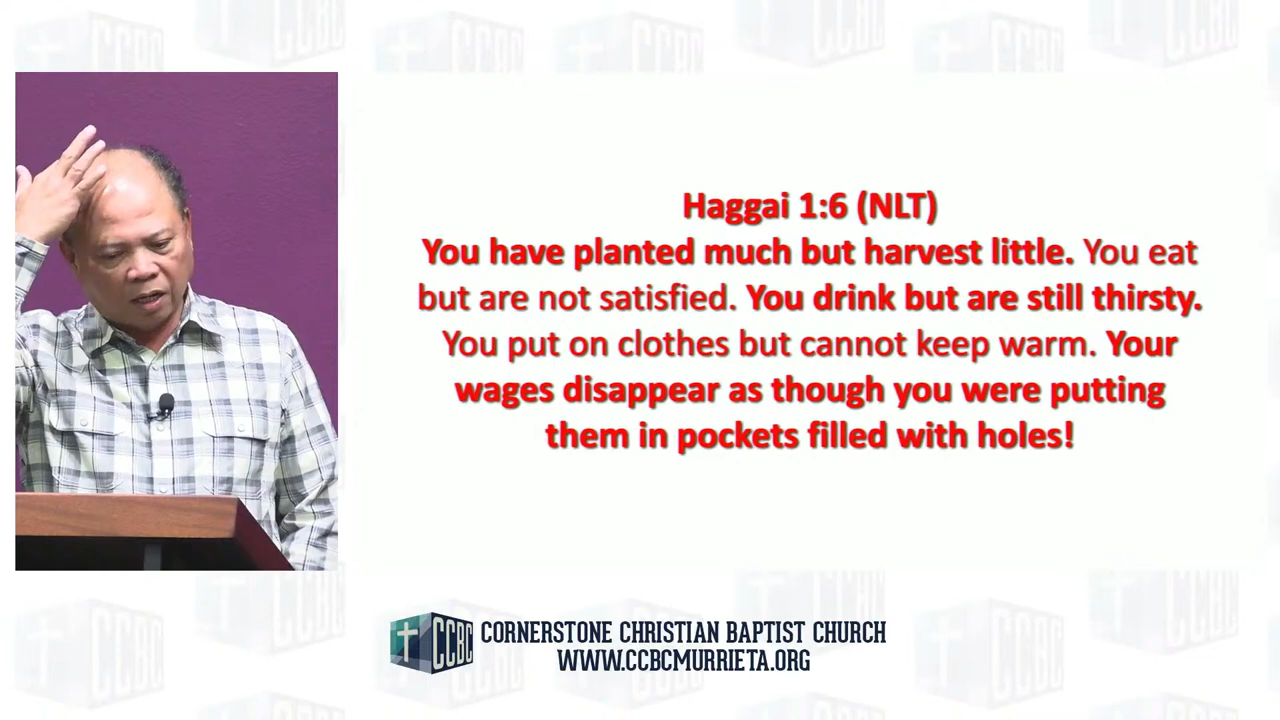 Haggai 1:6 (NLT)
You have planted much but harvest little. You eat
but are not satisfied. You drink but are still thirsty.
You put on clothes but cannot keep warm. Your
wages disappear as though you were putting
them in pockets filled with holes!
CCBC CORNERSTONE CHRISTIAN BAPTIST CHURCH
WWW.CCBCMURRIETA.ORG